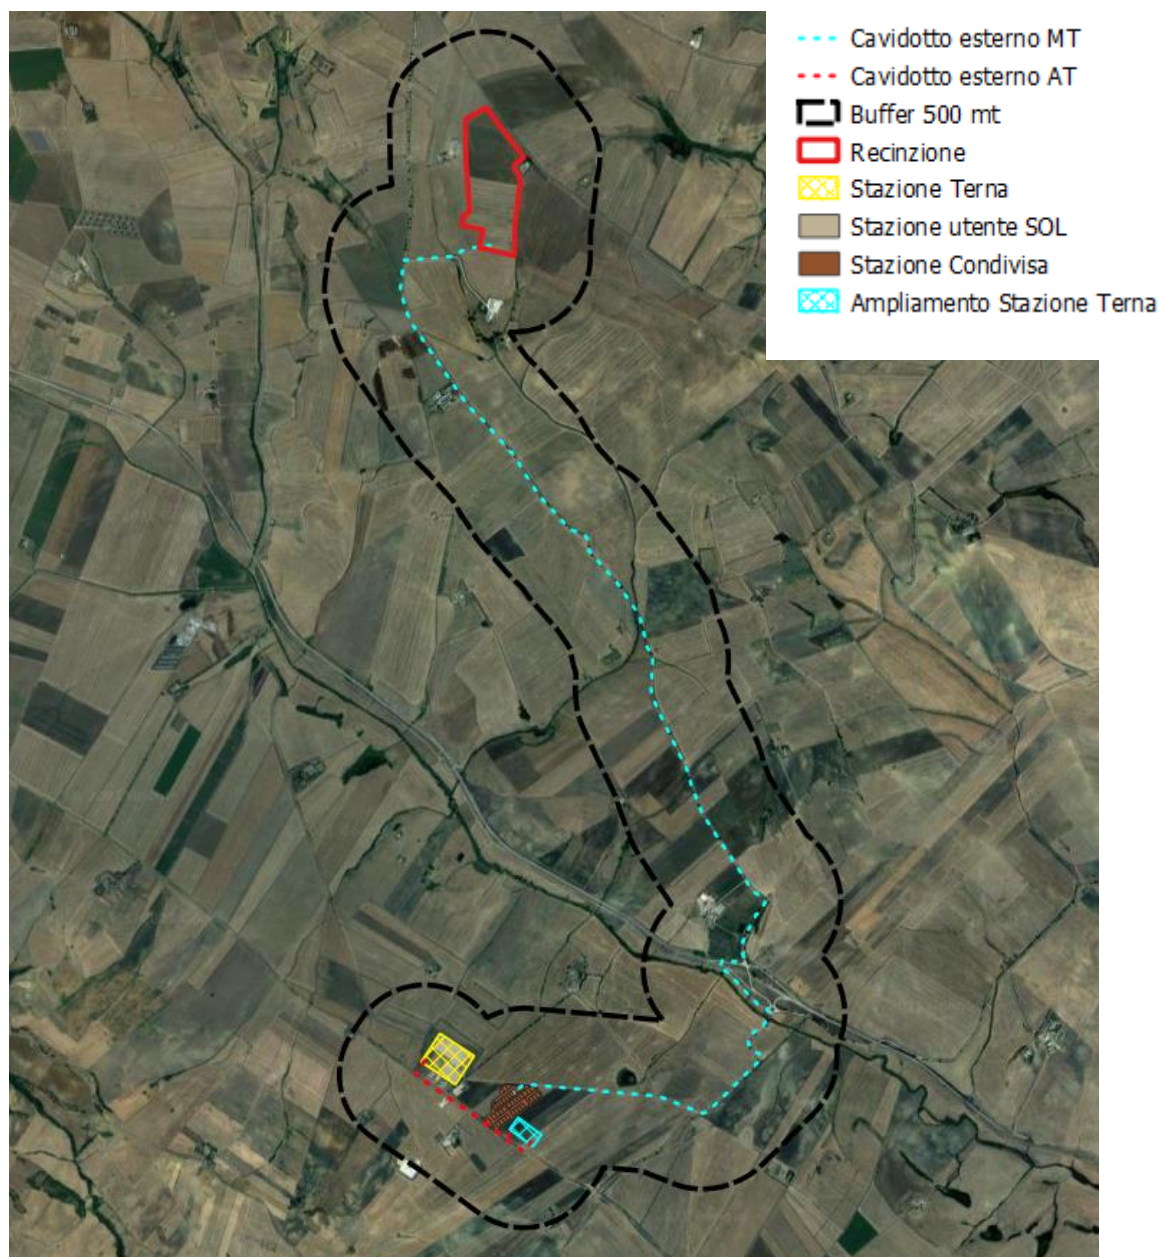 Cavidotto esterno MT
Cavidotto esterno AT
Buffer 500 mt
Recinzione
Stazione Terna
Stazione utente SOL
Stazione Condivisa
Ampliamento Stazione Terna